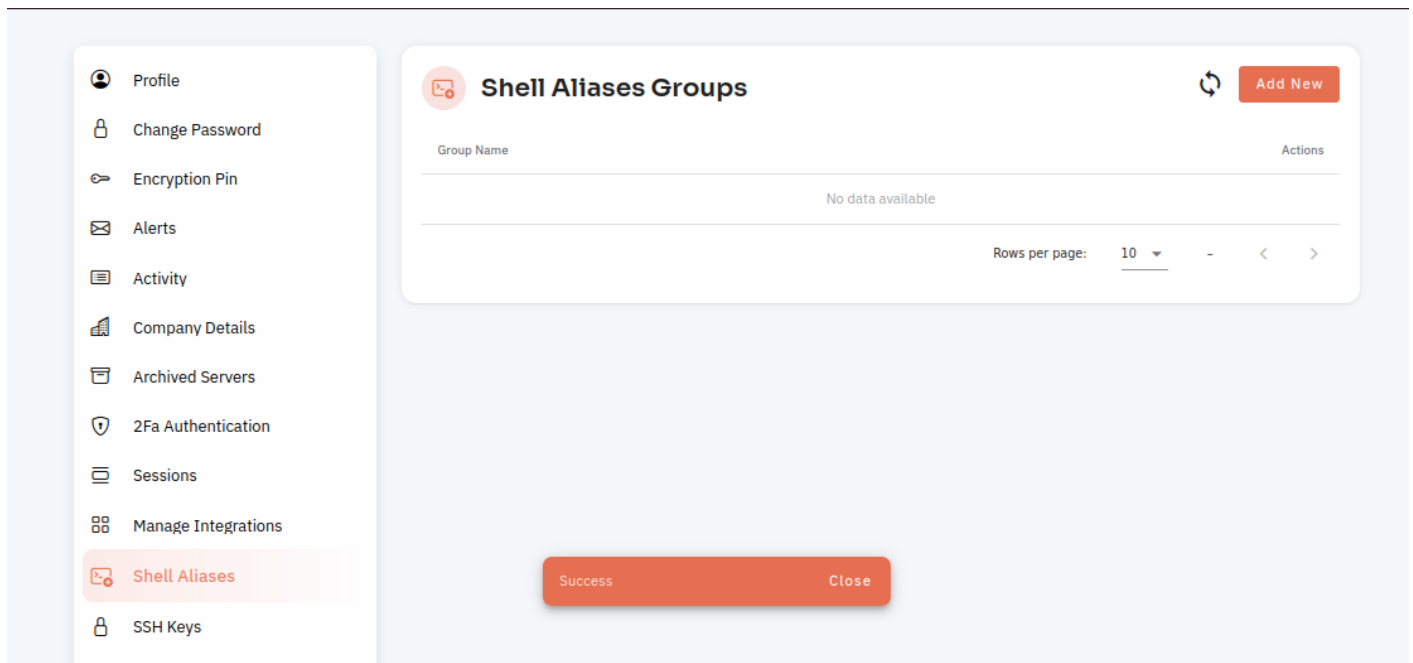 Profile
Change Password
Encryption Pin
Alerts
Activity
Company Details
Archived Servers
2Fa Authentication
Sessions
Manage Integrations
Shell Aliases
SSH Keys
Shell Aliases Groups
Add New
Group Name Actions
No data available
Rows per page: 10 –
Success Close